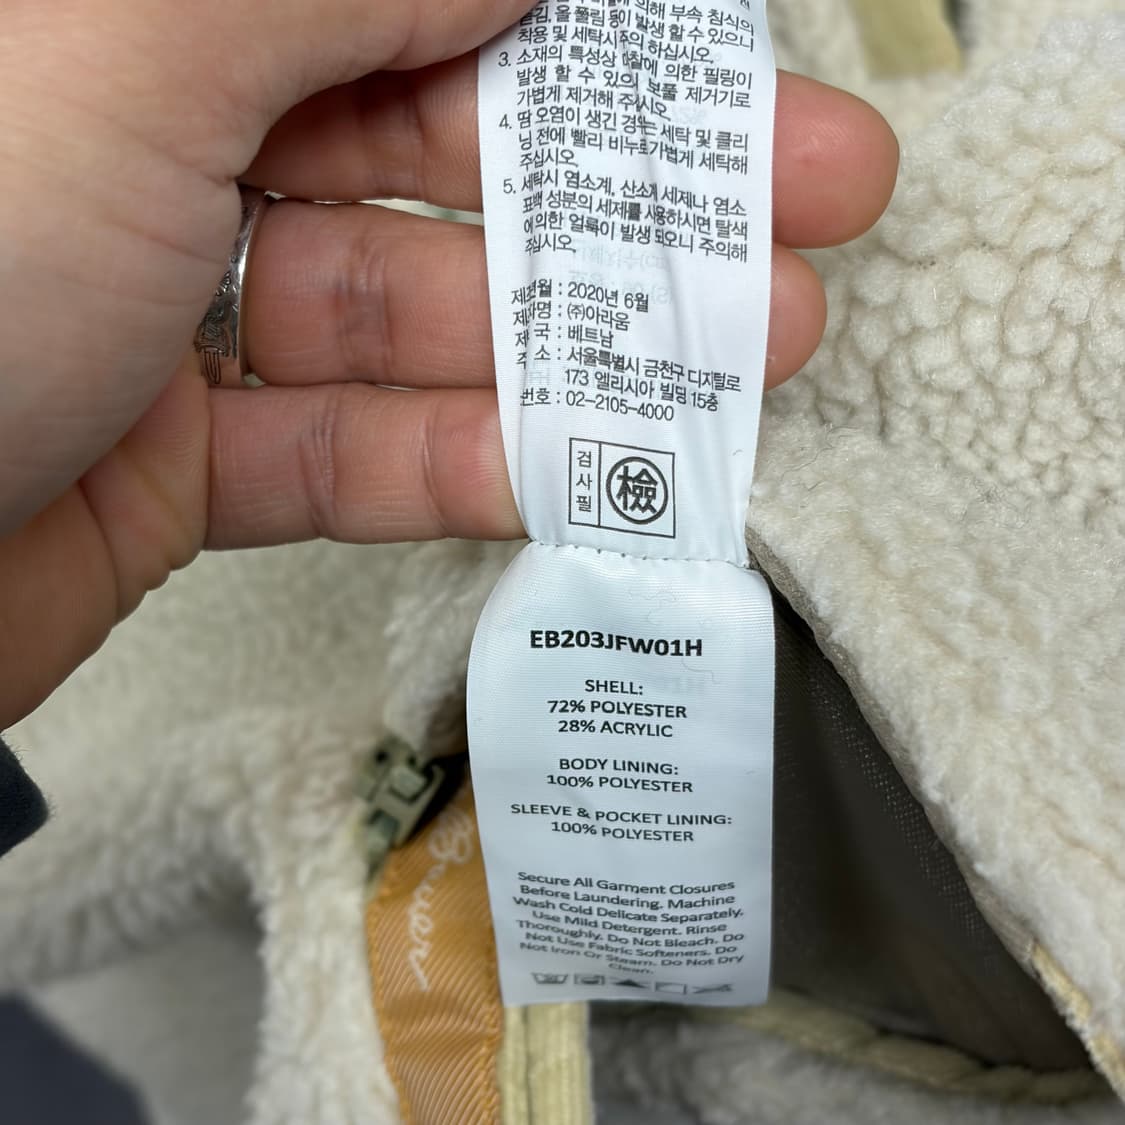 의해 부속 침식의
올 풀림 등이 발생 할 수 있으니
착용 및 세탁시 주의 하십시오.
3. 소재의 특성상 마찰에 의한 필링이
발생 할 수 있으니 보풀 제거기로
가볍게 제거해 주십시오.
4. 땀 오염이 생긴 경우는 세탁 및 클리
닝 전에 빨리 비누로 가볍게 세탁해
주십시오.
5. 세탁시 염소계, 산소계 세제나 염소
표백 성분의 세제를 사용하시면 탈색
에 의한 얼룩이 발생 되오니 주의해
주십시오.
제조년월 : 2020년 6월
제조자명 : ㈜아라움
제조국 : 베트남
주 소 : 서울특별시 금천구 디지털로
173 엘리시아 빌딩 15층
번호 : 02-2105-4000
검사필 檢
EB203JFW01H
SHELL:
72% POLYESTER
28% ACRYLIC
BODY LINING:
100% POLYESTER
SLEEVE & POCKET LINING:
100% POLYESTER
Secure All Garment Closures
Before Laundering, Machine
Wash Cold Delicate Separately.
Use Mild Detergent. Rinse
Thoroughly. Do Not Bleach. Do
Not Use Fabric Softeners. Do
Not Iron Or Steam. Do Not Dry
Clean.